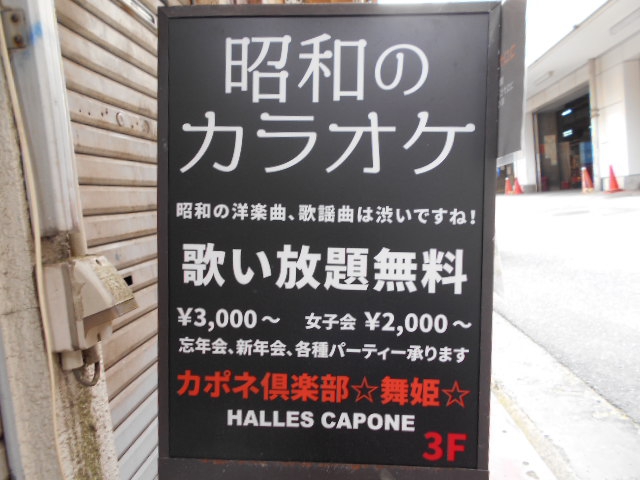 昭和の
カラオケ
昭和の洋楽曲、歌謡曲は渋いですね!
歌い放題無料
¥3,000～ 女子会 ¥2,000～
忘年会、新年会、各種パーティー承ります
カポネ倶楽部☆舞姫☆
HALLES CAPONE
3F